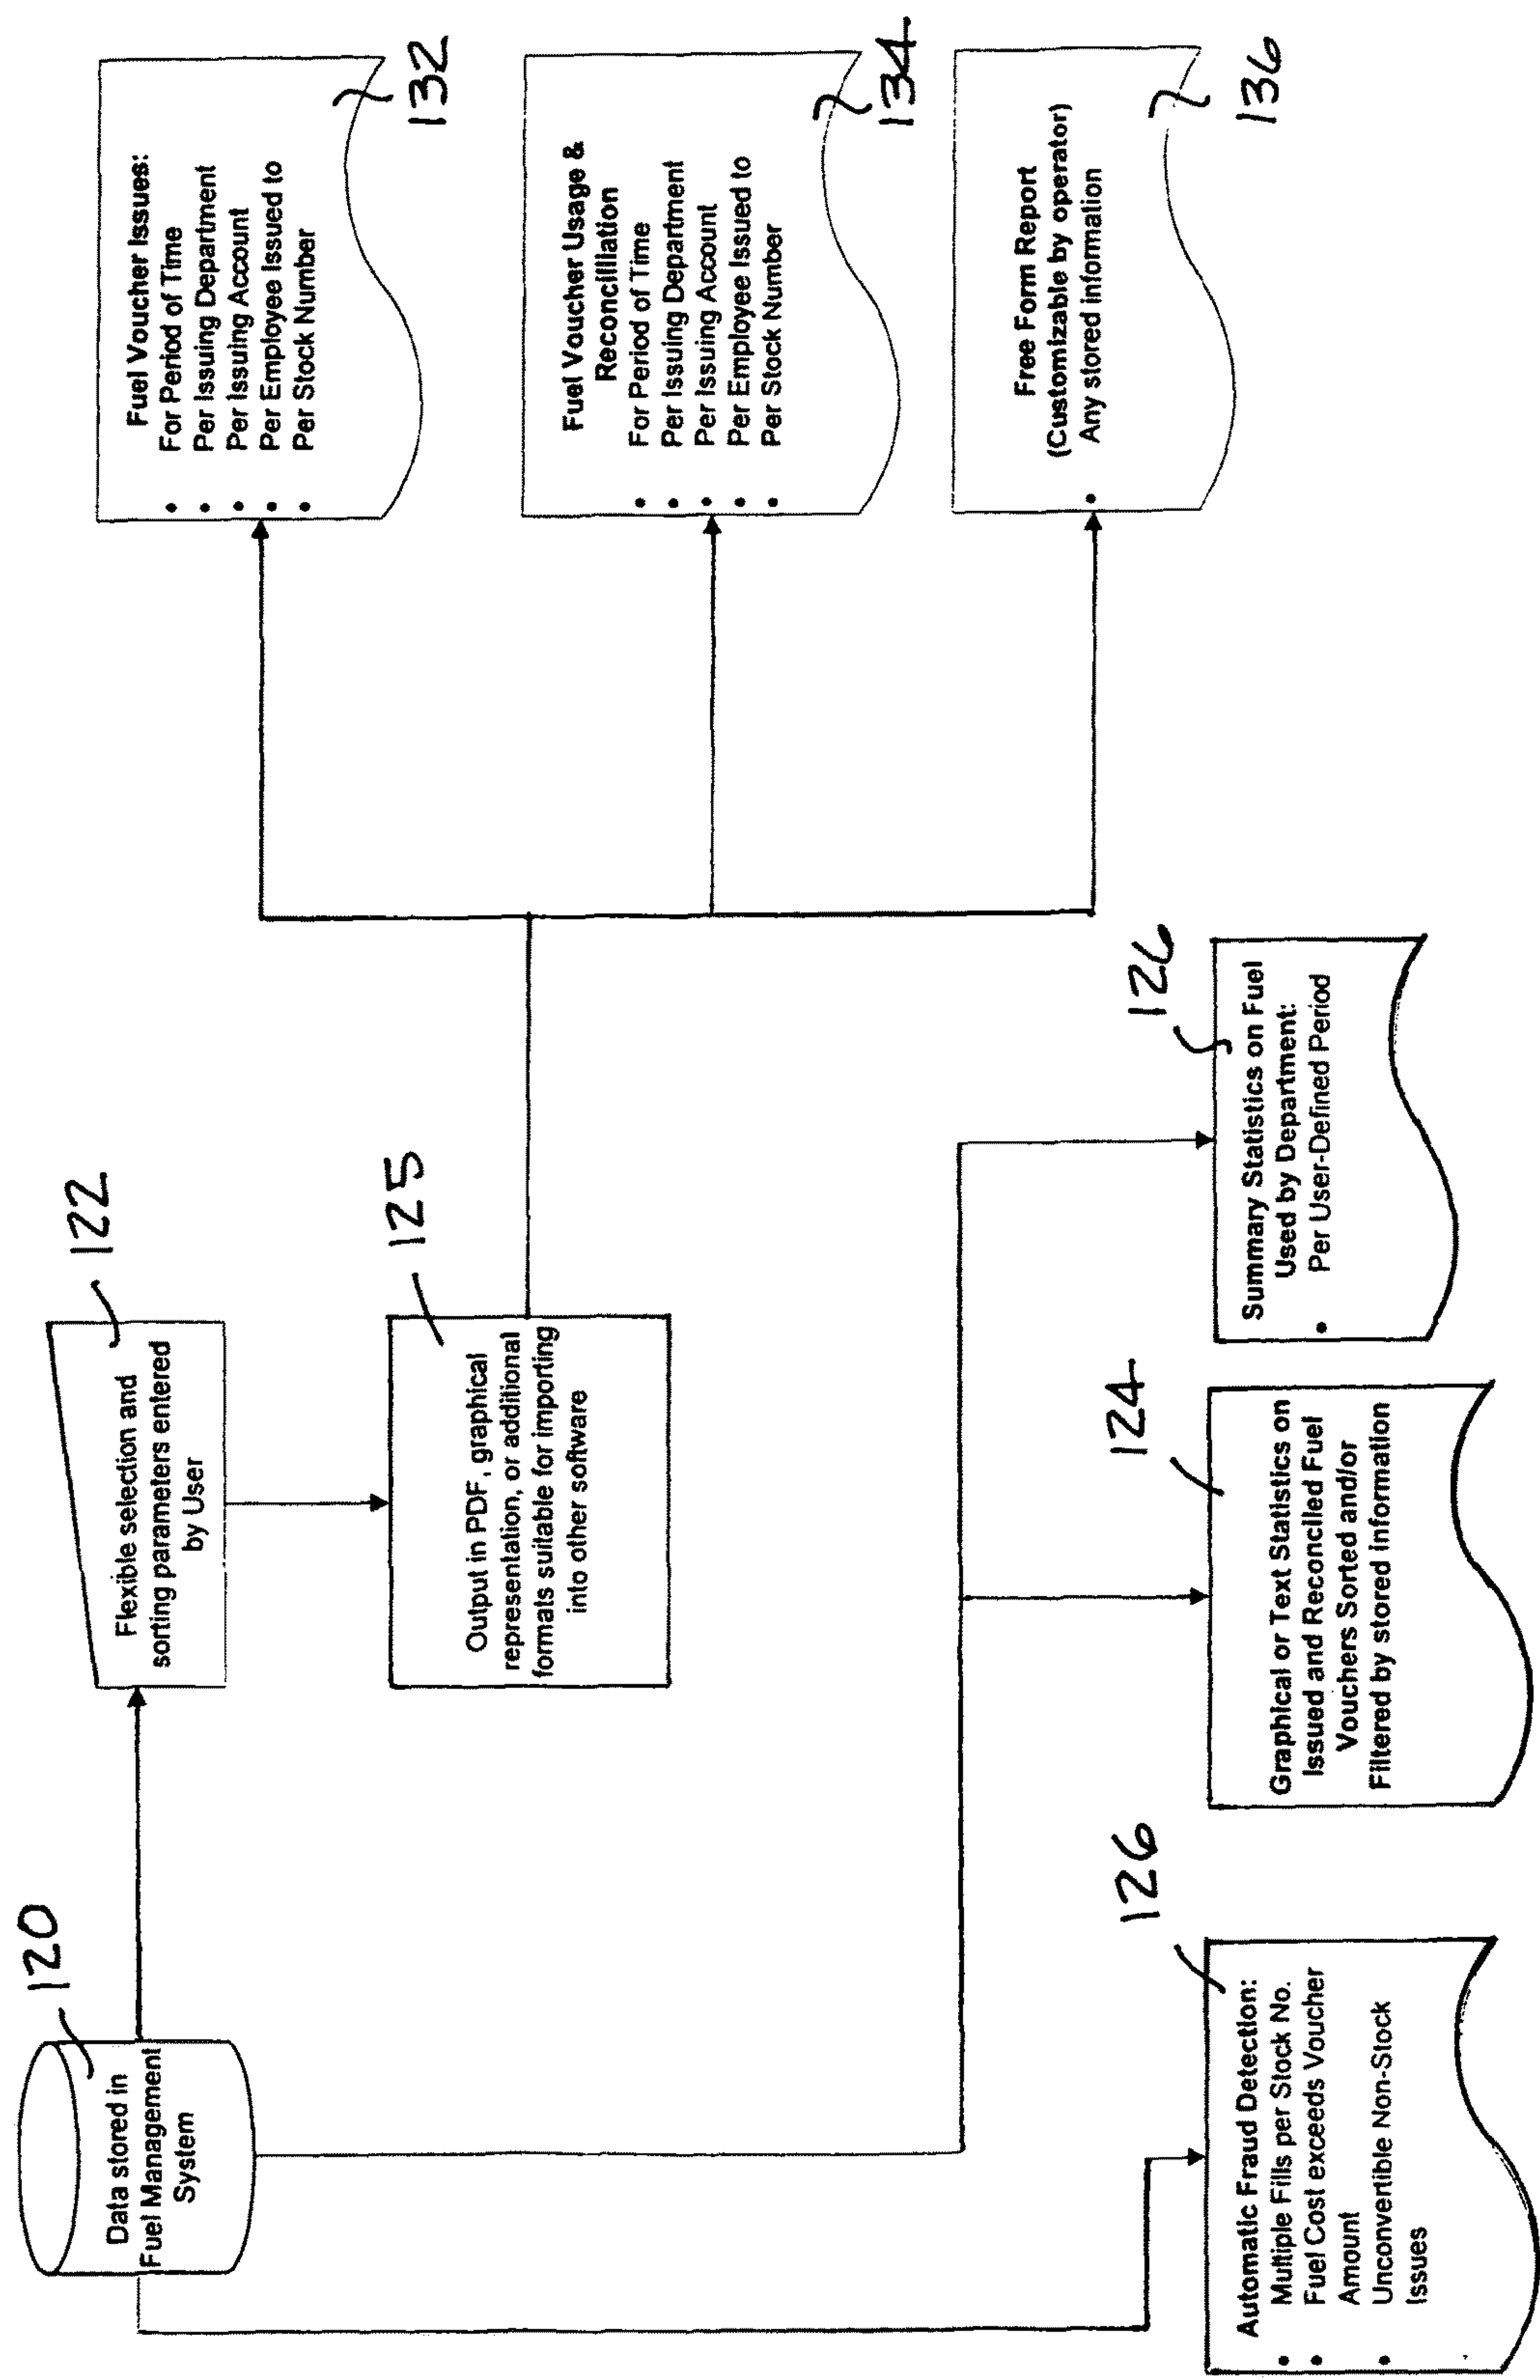 120
Data stored in
Fuel Management
System
122
Flexible selection and
sorting parameters entered
by User
125
Output in PDF, graphical
representation, or additional
formats suitable for importing
into other software
Fuel Voucher Issues:
• For Period of Time
• Per Issuing Department
• Per Issuing Account
• Per Employee Issued to
• Per Stock Number
132
Fuel Voucher Usage &
Reconciliation
• For Period of Time
• Per Issuing Department
• Per Issuing Account
• Per Employee Issued to
• Per Stock Number
134
Free Form Report
(Customizable by operator)
• Any stored information
136
126
Automatic Fraud Detection:
• Multiple Fills per Stock No.
• Fuel Cost exceeds Voucher
Amount
• Unconvertible Non-Stock
Issues
124
Graphical or Text Statistics on
Issued and Reconciled Fuel
Vouchers Sorted and/or
Filtered by stored information
126
Summary Statistics on Fuel
Used by Department:
• Per User-Defined Period